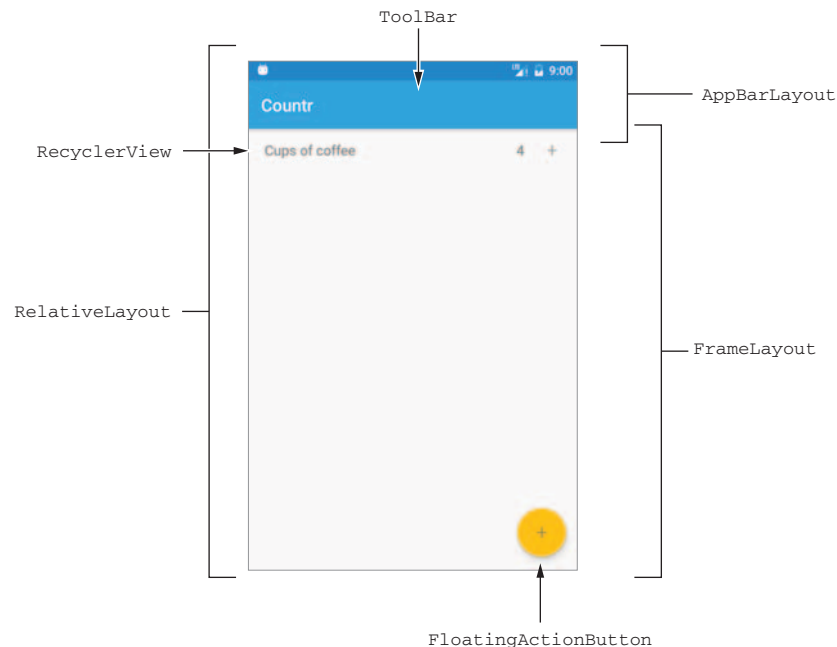 ToolBar
9:00
AppBarLayout
Countr
RecyclerView
Cups of coffee 4 +
RelativeLayout
FrameLayout
+
FloatingActionButton